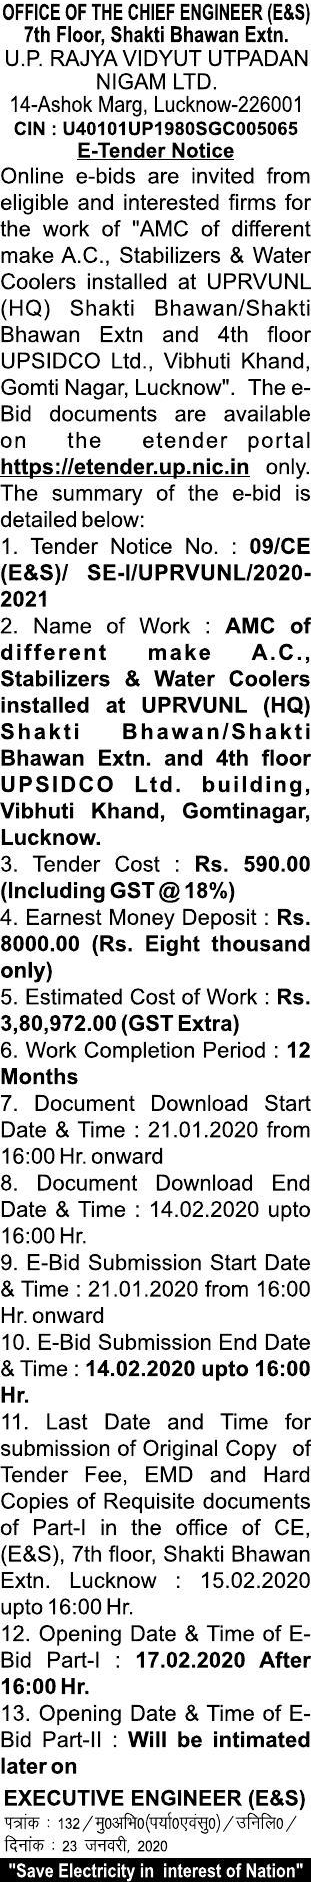 OFFICE OF THE CHIEF ENGINEER (E&S)
7th Floor, Shakti Bhawan Extn.
U.P. RAJYA VIDYUT UTPADAN
NIGAM LTD.
14-Ashok Marg, Lucknow-226001
CIN : U40101UP1980SGC005065
E-Tender Notice
Online e-bids are invited from
eligible and interested firms for
the work of "AMC of different
make A.C., Stabilizers & Water
Coolers installed at UPRVUNL
(HQ) Shakti Bhawan/Shakti
Bhawan Extn and 4th floor
UPSIDCO Ltd., Vibhuti Khand,
Gomti Nagar, Lucknow". The e-
Bid documents are available
on the etender portal
https://etender.up.nic.in only.
The summary of the e-bid is
detailed below:
1. Tender Notice No. : 09/CE
(E&S)/ SE-I/UPRVUNL/2020-
2021
2. Name of Work : AMC of
different make A.C.,
Stabilizers & Water Coolers
installed at UPRVUNL (HQ)
Shakti Bhawan/Shakti
Bhawan Extn. and 4th floor
UPSIDCO Ltd. building,
Vibhuti Khand, Gomtinagar,
Lucknow.
3. Tender Cost : Rs. 590.00
(Including GST @ 18%)
4. Earnest Money Deposit : Rs.
8000.00 (Rs. Eight thousand
only)
5. Estimated Cost of Work : Rs.
3,80,972.00 (GST Extra)
6. Work Completion Period : 12
Months
7. Document Download Start
Date & Time : 21.01.2020 from
16:00 Hr. onward
8. Document Download End
Date & Time : 14.02.2020 upto
16:00 Hr.
9. E-Bid Submission Start Date
& Time : 21.01.2020 from 16:00
Hr. onward
10. E-Bid Submission End Date
& Time : 14.02.2020 upto 16:00
Hr.
11. Last Date and Time for
submission of Original Copy of
Tender Fee, EMD and Hard
Copies of Requisite documents
of Part-I in the office of CE,
(E&S), 7th floor, Shakti Bhawan
Extn. Lucknow : 15.02.2020
upto 16:00 Hr.
12. Opening Date & Time of E-
Bid Part-I : 17.02.2020 After
16:00 Hr.
13. Opening Date & Time of E-
Bid Part-II : Will be intimated
later on
EXECUTIVE ENGINEER (E&S)
पत्रांक : 132/मु0अभि0(पर्या0एवंसु0)/उनिलि0/
दिनांक : 23 जनवरी, 2020
"Save Electricity in interest of Nation"